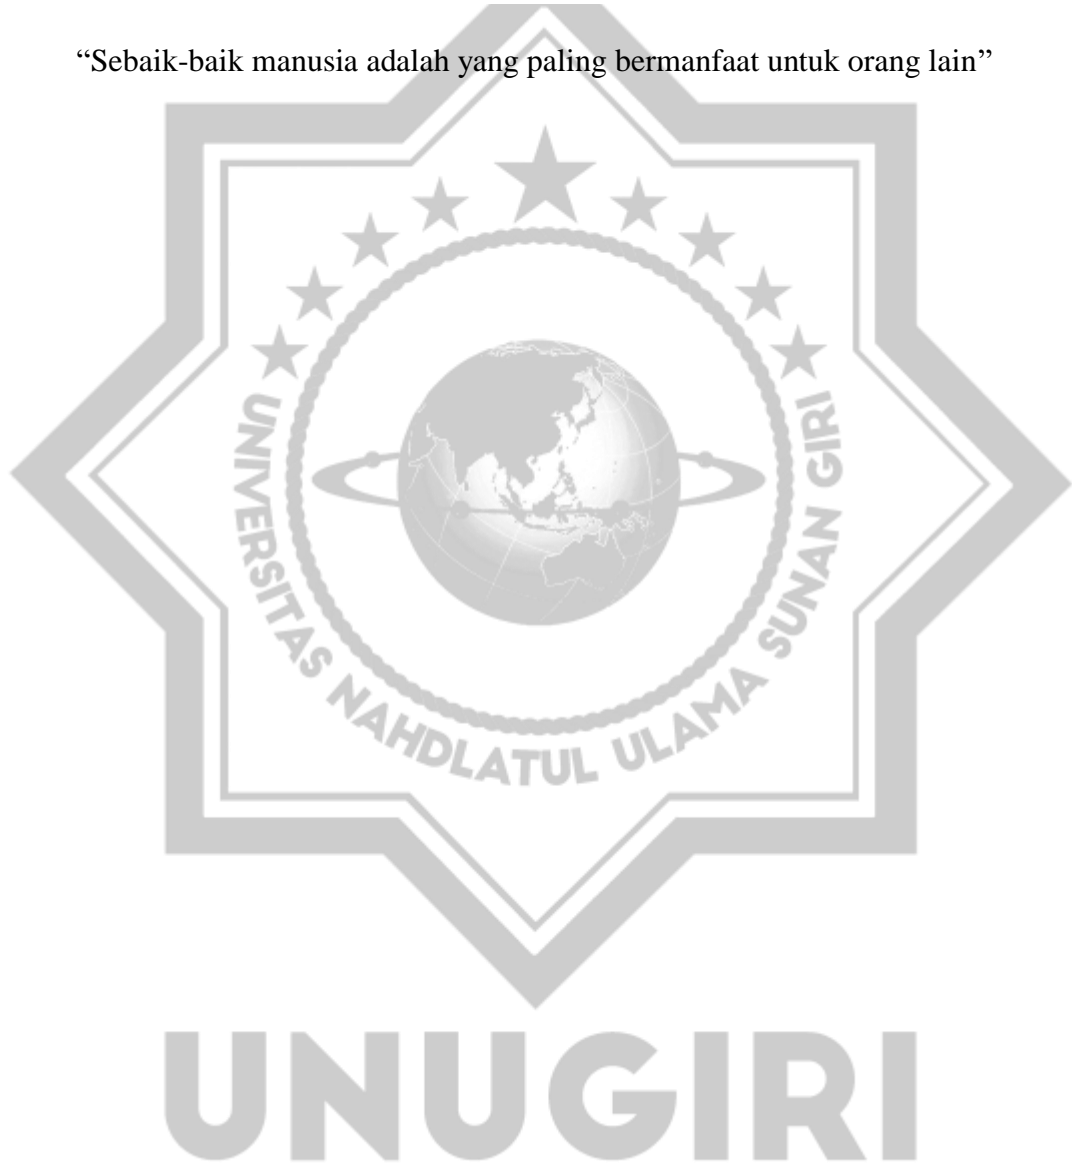 “Sebaik-baik manusia adalah yang paling bermanfaat untuk orang lain”
UNIVERSITAS NAHDLATUL ULAMA SUNAN GIRI
UNUGIRI